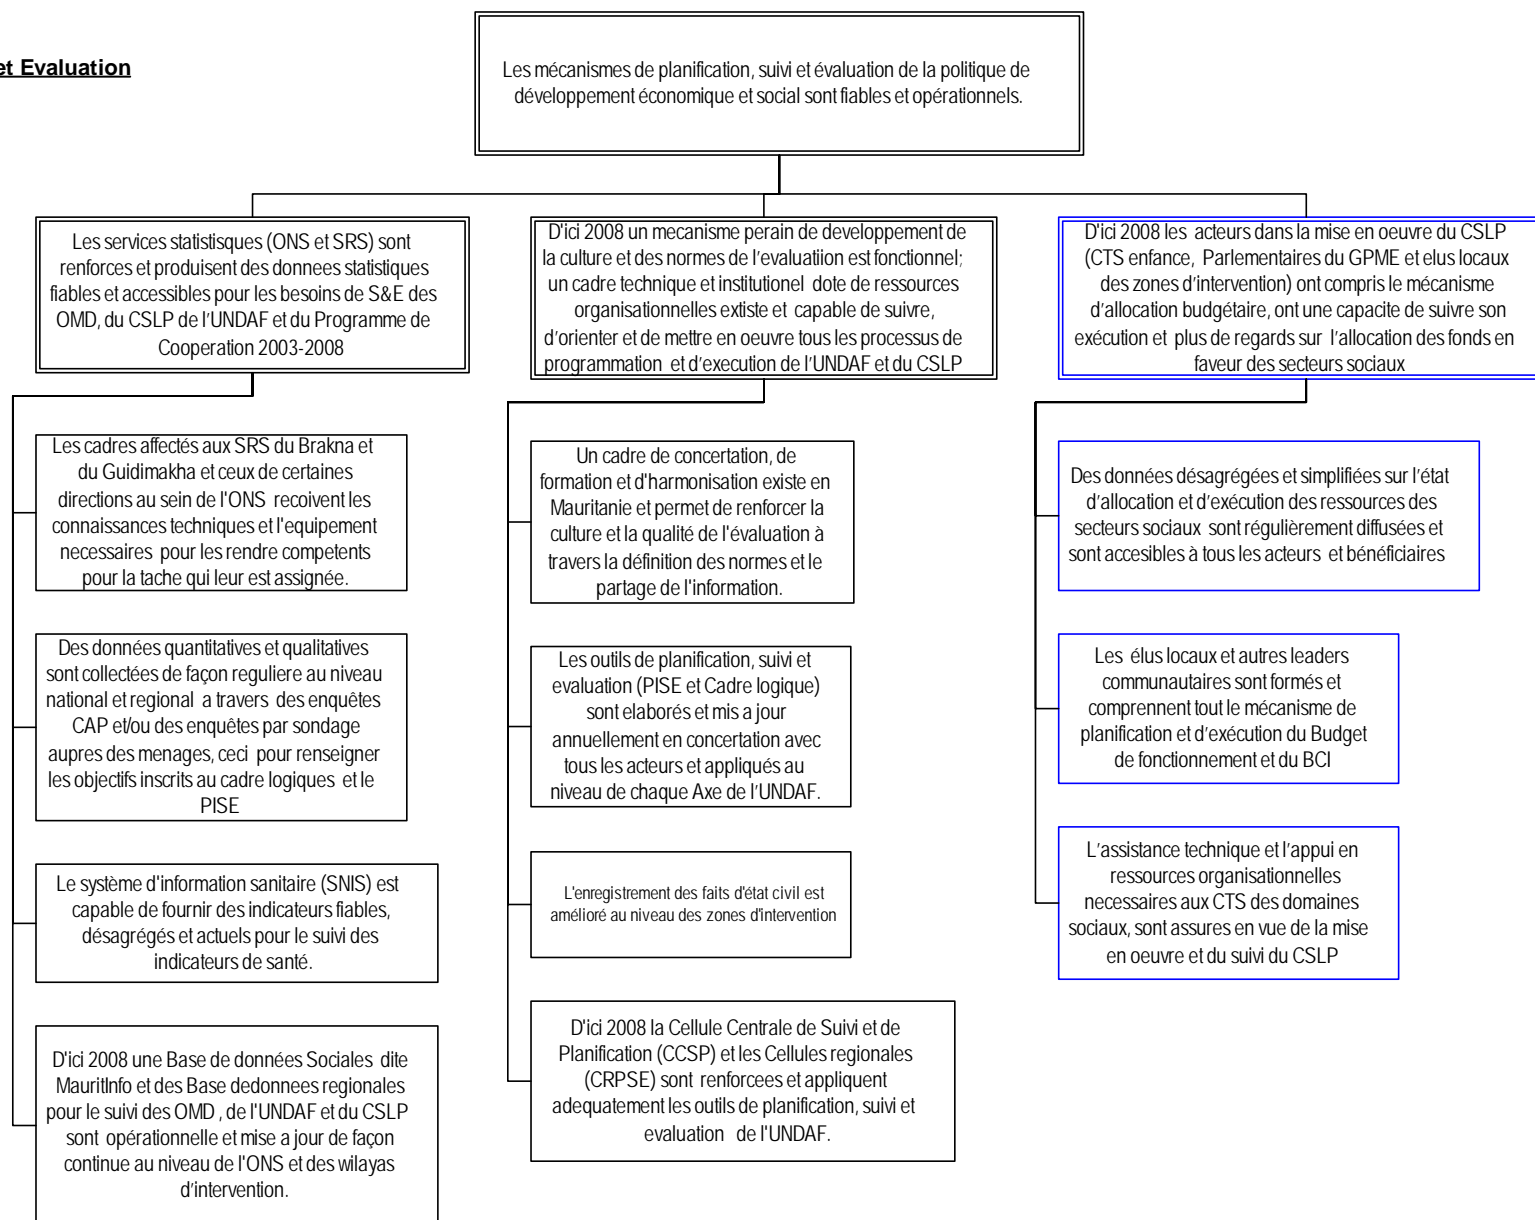 et Evaluation
Les mécanismes de planification, suivi et évaluation de la politique de
développement économique et social sont fiables et opérationnels.
Les services statistisques (ONS et SRS) sont
renforces et produisent des donnees statistiques
fiables et accessibles pour les besoins de S&E des
OMD, du CSLP de l'UNDAF et du Programme de
Cooperation 2003-2008
Les cadres affectés aux SRS du Brakna et
du Guidimakha et ceux de certaines
directions au sein de l'ONS recoivent les
connaissances techniques et l'equipement
necessaires pour les rendre competents
pour la tache qui leur est assignée.
Des données quantitatives et qualitatives
sont collectées de façon reguliere au niveau
national et regional a travers des enquêtes
CAP et/ou des enquêtes par sondage
aupres des menages, ceci pour renseigner
les objectifs inscrits au cadre logiques et le
PISE
Le système d'information sanitaire (SNIS) est
capable de fournir des indicateurs fiables,
désagrégés et actuels pour le suivi des
indicateurs de santé.
D'ici 2008 une Base de données Sociales dite
MauritInfo et des Base dedonnees regionales
pour le suivi des OMD , de l'UNDAF et du CSLP
sont opérationnelle et mise a jour de façon
continue au niveau de l'ONS et des wilayas
d'intervention.
D'ici 2008 un mecanisme perain de developpement de
la culture et des normes de l'evaluatiion est fonctionnel;
un cadre technique et institutionel dote de ressources
organisationnelles extiste et capable de suivre,
d'orienter et de mettre en oeuvre tous les processus de
programmation et d'execution de l'UNDAF et du CSLP
Un cadre de concertation, de
formation et d'harmonisation existe en
Mauritanie et permet de renforcer la
culture et la qualité de l'évaluation à
travers la définition des normes et le
partage de l'information.
Les outils de planification, suivi et
evaluation (PISE et Cadre logique)
sont elaborés et mis a jour
annuellement en concertation avec
tous les acteurs et appliqués au
niveau de chaque Axe de l'UNDAF.
L'enregistrement des faits d'état civil est
amélioré au niveau des zones d'intervention
D'ici 2008 la Cellule Centrale de Suivi et de
Planification (CCSP) et les Cellules regionales
(CRPSE) sont renforcees et appliquent
adequatement les outils de planification, suivi et
evaluation de l'UNDAF.
D'ici 2008 les acteurs dans la mise en oeuvre du CSLP
(CTS enfance, Parlementaires du GPME et elus locaux
des zones d'intervention) ont compris le mécanisme
d'allocation budgétaire, ont une capacite de suivre son
exécution et plus de regards sur l'allocation des fonds en
faveur des secteurs sociaux
Des données désagrégées et simplifiées sur l'état
d'allocation et d'exécution des ressources des
secteurs sociaux sont régulièrement diffusées et
sont accesibles à tous les acteurs et bénéficiaires
Les élus locaux et autres leaders
communautaires sont formés et
comprennent tout le mécanisme de
planification et d'exécution du Budget
de fonctionnement et du BCI
L'assistance technique et l'appui en
ressources organisationnelles
necessaires aux CTS des domaines
sociaux, sont assures en vue de la mise
en oeuvre et du suivi du CSLP